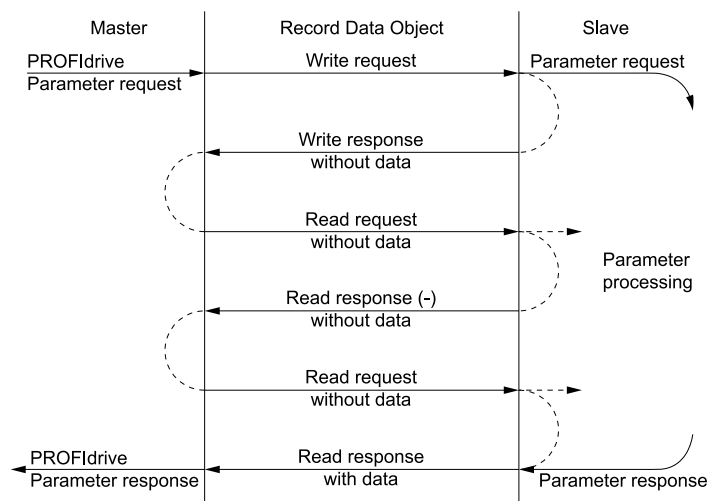 Master
Record Data Object
Slave
PROFIdrive
Parameter request
Write request
Parameter request
Write response
without data
Read request
without data
Parameter
processing
Read response (-)
without data
Read request
without data
PROFIdrive
Parameter response
Read response
with data
Parameter response